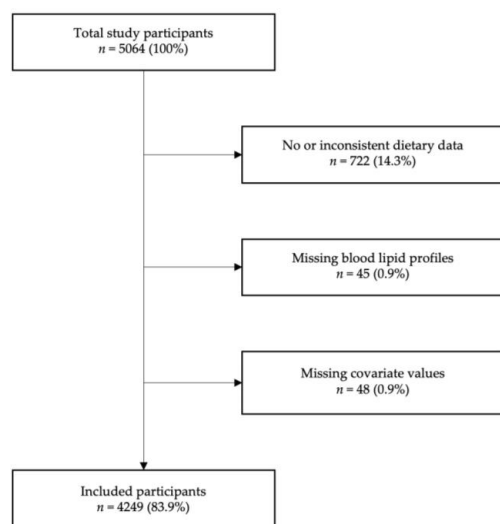 Total study participants
n = 5064 (100%)
No or inconsistent dietary data
n = 722 (14.3%)
Missing blood lipid profiles
n = 45 (0.9%)
Missing covariate values
n = 48 (0.9%)
Included participants
n = 4249 (83.9%)